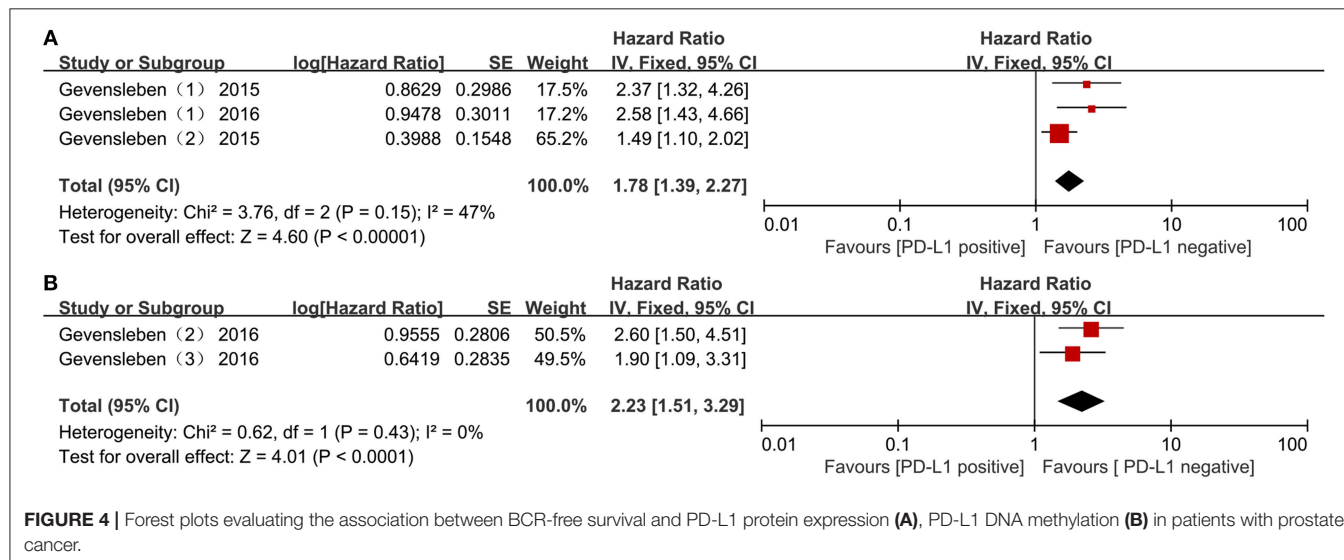 A
Hazard Ratio Hazard Ratio
Study or Subgroup log[Hazard Ratio] SE Weight IV, Fixed, 95% CI IV, Fixed, 95% CI
Gevensleben（1）2015 0.8629 0.2986 17.5% 2.37 [1.32, 4.26]
Gevensleben（1）2016 0.9478 0.3011 17.2% 2.58 [1.43, 4.66]
Gevensleben（2）2015 0.3988 0.1548 65.2% 1.49 [1.10, 2.02]
Total (95% CI) 100.0% 1.78 [1.39, 2.27]
Heterogeneity: Chi² = 3.76, df = 2 (P = 0.15); I² = 47%
Test for overall effect: Z = 4.60 (P < 0.00001)
0.01 0.1 1 10 100
Favours [PD-L1 positive] Favours [PD-L1 negative]
B
Hazard Ratio Hazard Ratio
Study or Subgroup log[Hazard Ratio] SE Weight IV, Fixed, 95% CI IV, Fixed, 95% CI
Gevensleben（2）2016 0.9555 0.2806 50.5% 2.60 [1.50, 4.51]
Gevensleben（3）2016 0.6419 0.2835 49.5% 1.90 [1.09, 3.31]
Total (95% CI) 100.0% 2.23 [1.51, 3.29]
Heterogeneity: Chi² = 0.62, df = 1 (P = 0.43); I² = 0%
Test for overall effect: Z = 4.01 (P < 0.0001)
0.01 0.1 1 10 100
Favours [PD-L1 positive] Favours [ PD-L1 negative]
FIGURE 4 | Forest plots evaluating the association between BCR-free survival and PD-L1 protein expression (A), PD-L1 DNA methylation (B) in patients with prostate
cancer.